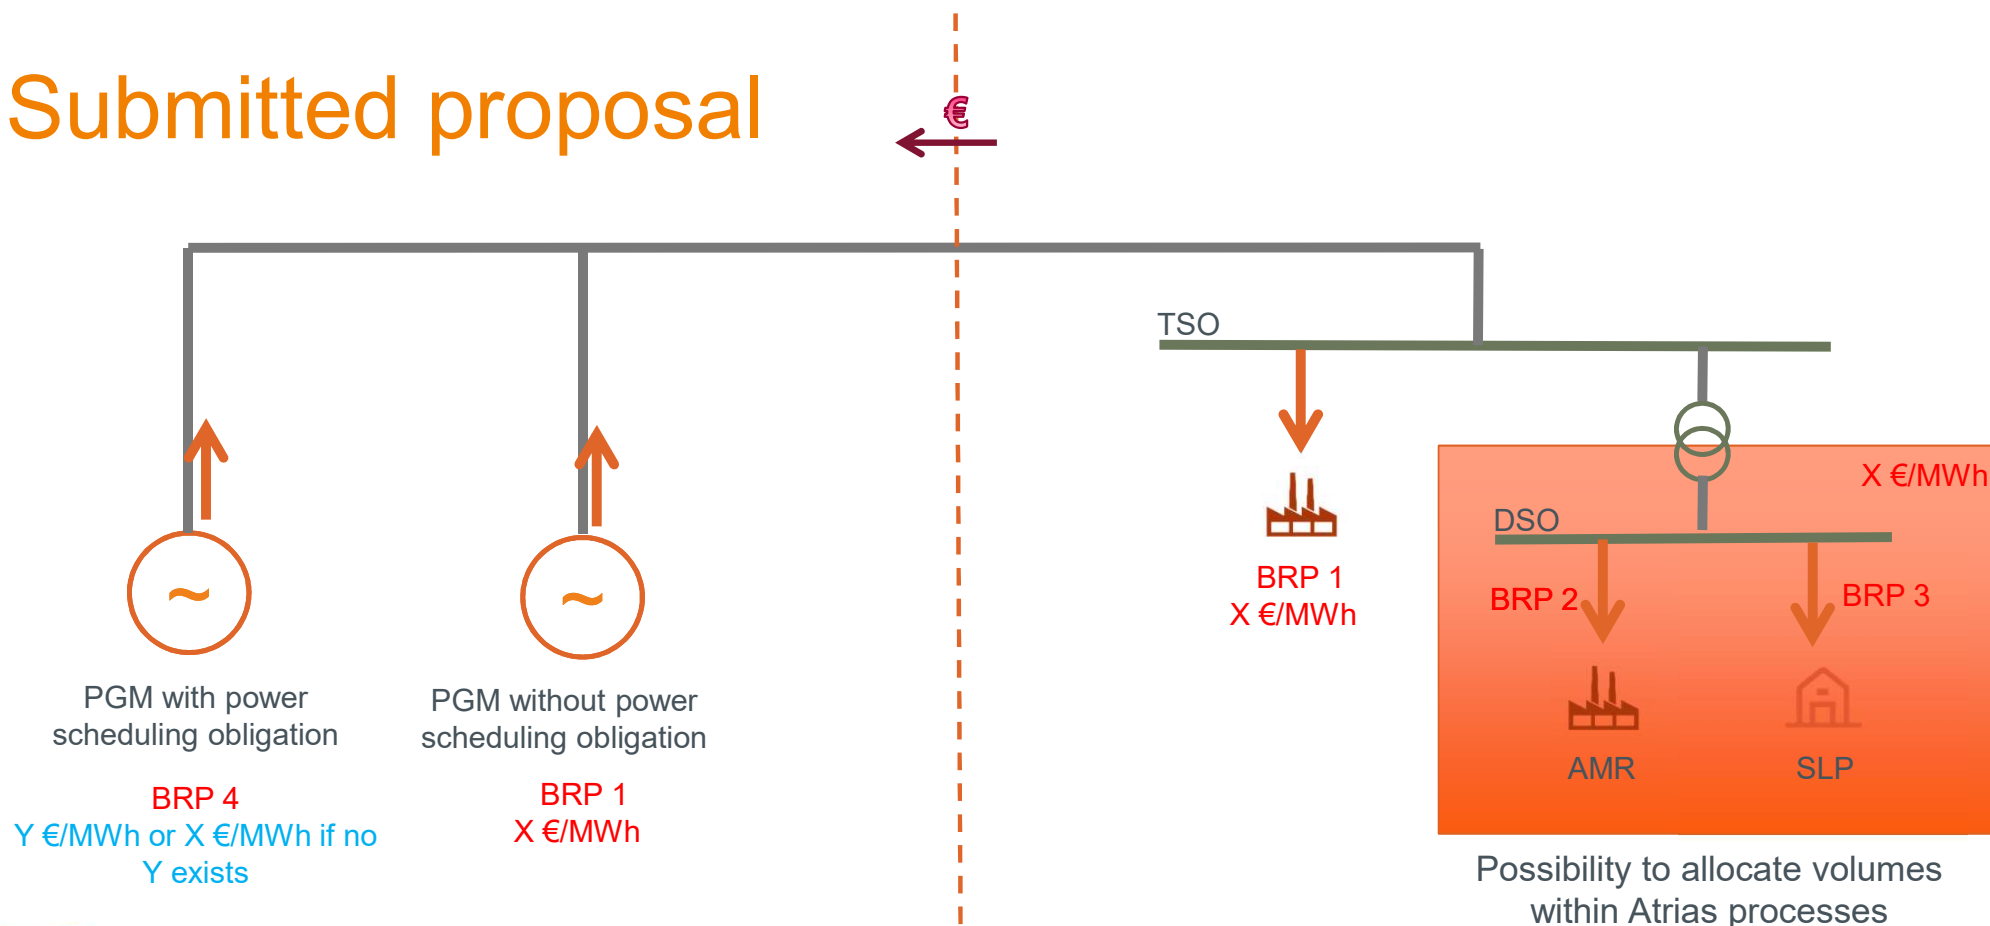 Submitted proposal
€
TSO
X €/MWh
DSO
BRP 1
X €/MWh
BRP 2
BRP 3
AMR
SLP
PGM with power
scheduling obligation
BRP 4
Y €/MWh or X €/MWh if no
Y exists
PGM without power
scheduling obligation
BRP 1
X €/MWh
Possibility to allocate volumes
within Atrias processes